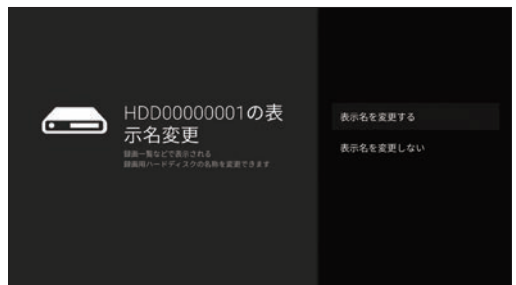 HDD00000001の表
示名変更
録画一覧などで表示される
録画用ハードディスクの名称を変更できます
表示名を変更する
表示名を変更しない